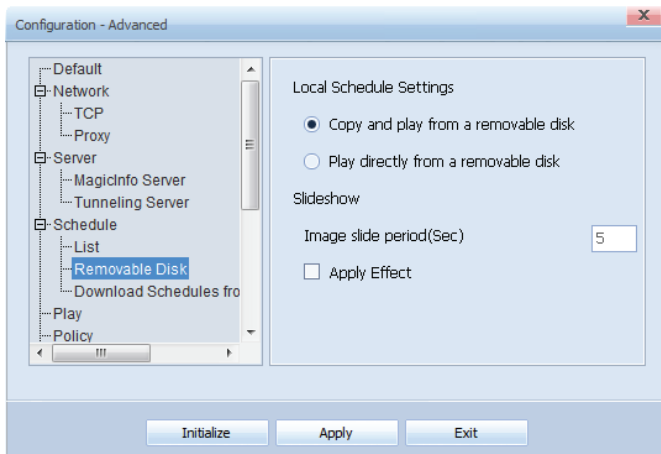 Configuration - Advanced
Default
Network
TCP
Proxy
Server
MagicInfo Server
Tunneling Server
Schedule
List
Removable Disk
Download Schedules fro
Play
Policy
Local Schedule Settings
Copy and play from a removable disk
Play directly from a removable disk
Slideshow
Image slide period(Sec) 5
Apply Effect
Initialize Apply Exit